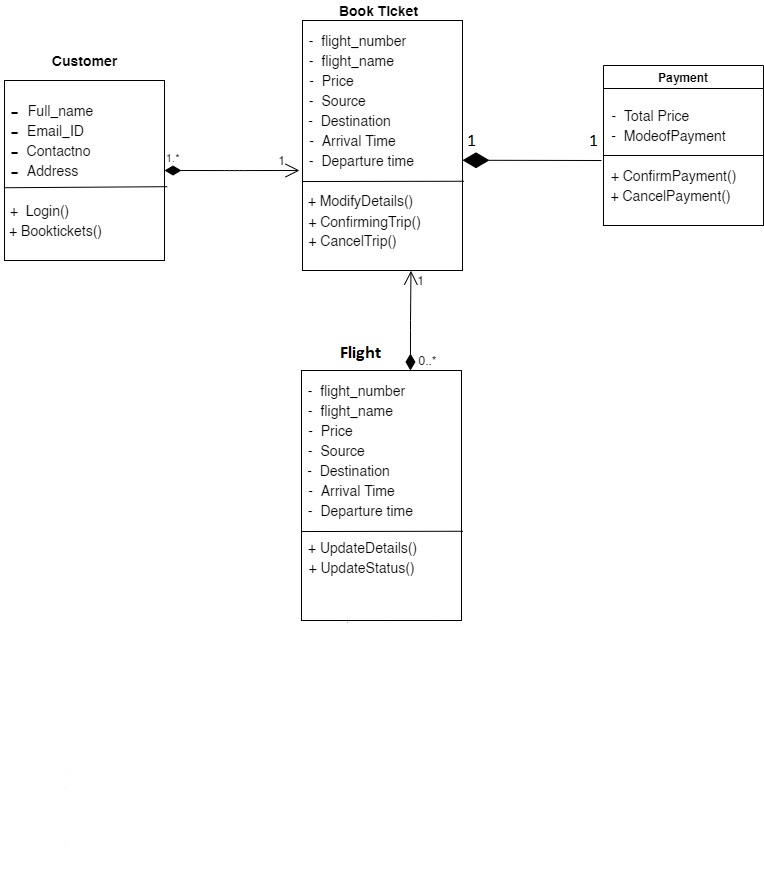 Book TIcket
- flight_number
- flight_name
- Price
- Source
- Destination
- Arrival Time
- Departure time
+ ModifyDetails()
+ ConfirmingTrip()
+ CancelTrip()
Customer
- Full_name
- Email_ID
- Contactno
- Address
+ Login()
+ Booktickets()
1.*
1
1
1
Payment
- Total Price
- ModeofPayment
+ ConfirmPayment()
+ CancelPayment()
1
0..*
Flight
- flight_number
- flight_name
- Price
- Source
- Destination
- Arrival Time
- Departure time
+ UpdateDetails()
+ UpdateStatus()